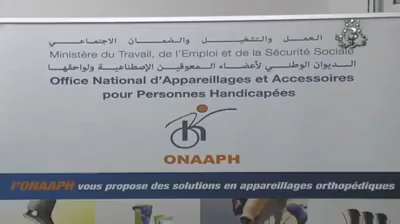 العمل والتشغيل والضمان الاجتماعي
Ministère du Travail, de l'Emploi et de la Sécurité Sociale
الديوان الوطني لأعضاء المعوقين الإصطناعية ولواحقها
Office National d'Appareillages et Accessoires
pour Personnes Handicapées
ONAAPH
l'ONAAPH vous propose des solutions en appareillages orthopédiques